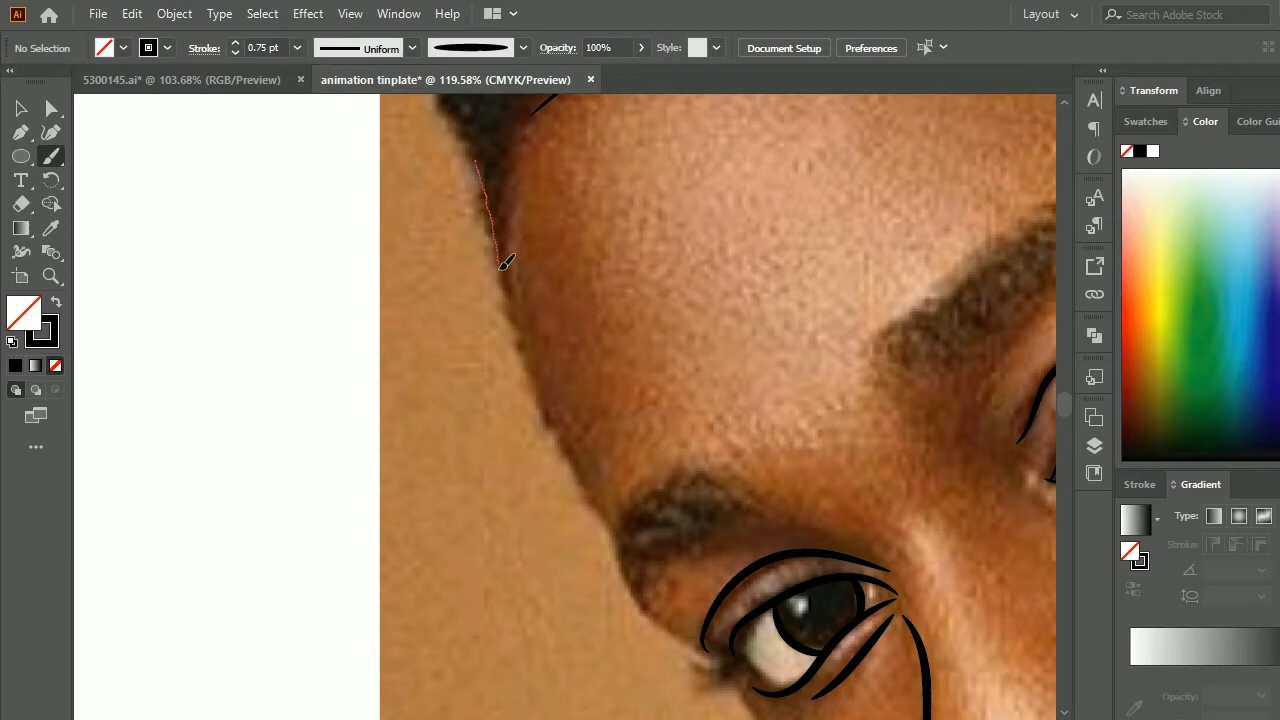 Ai File Edit Object Type Select Effect View Window Help Layout Search Adobe Stock
No Selection Stroke: 0.75 pt Uniform Opacity: 100% Style: Document Setup Preferences
5300145.ai* @ 103.68% (RGB/Preview) × animation tinplate* @ 119.58% (CMYK/Preview) ×
Transform Align
Swatches Color Color Gui
Stroke Gradient
Type:
Stroke:
Opacity: